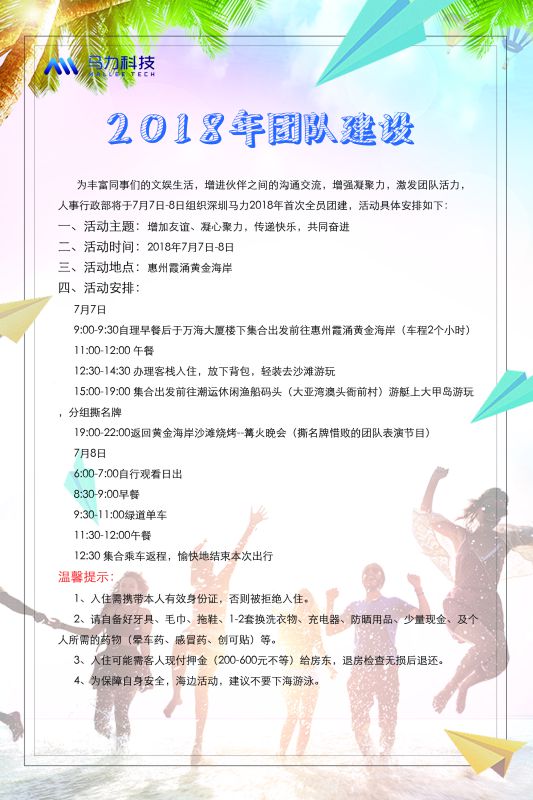 马力科技
MALLEE TECH
2018年团队建设
为丰富同事们的文娱生活，增进伙伴之间的沟通交流，增强凝聚力，激发团队活力，
人事行政部将于7月7日-8日组织深圳马力2018年首次全员团建，活动具体安排如下：
一、活动主题：增加友谊、凝心聚力，传递快乐，共同奋进
二、活动时间：2018年7月7日-8日
三、活动地点：惠州霞涌黄金海岸
四、活动安排：
7月7日
9:00-9:30自理早餐后于万海大厦楼下集合出发前往惠州霞涌黄金海岸（车程2个小时）
11:00-12:00 午餐
12:30-14:30 办理客栈入住，放下背包，轻装去沙滩游玩
15:00-19:00 集合出发前往潮运休闲渔船码头（大亚湾澳头衙前村）游艇上大甲岛游玩
，分组撕名牌
19:00-22:00返回黄金海岸沙滩烧烤--篝火晚会（撕名牌惜败的团队表演节目）
7月8日
6:00-7:00自行观看日出
8:30-9:00早餐
9:30-11:00绿道单车
11:30-12:00午餐
12:30 集合乘车返程，愉快地结束本次出行
温馨提示：
1、入住需携带本人有效身份证，否则被拒绝入住。
2、请自备好牙具、毛巾、拖鞋、1-2套换洗衣物、充电器、防晒用品、少量现金、及个
人所需的药物（晕车药、感冒药、创可贴）等。
3、入住可能需客人现付押金（200-600元不等）给房东，退房检查无损后退还。
4、为保障自身安全，海边活动，建议不要下海游泳。